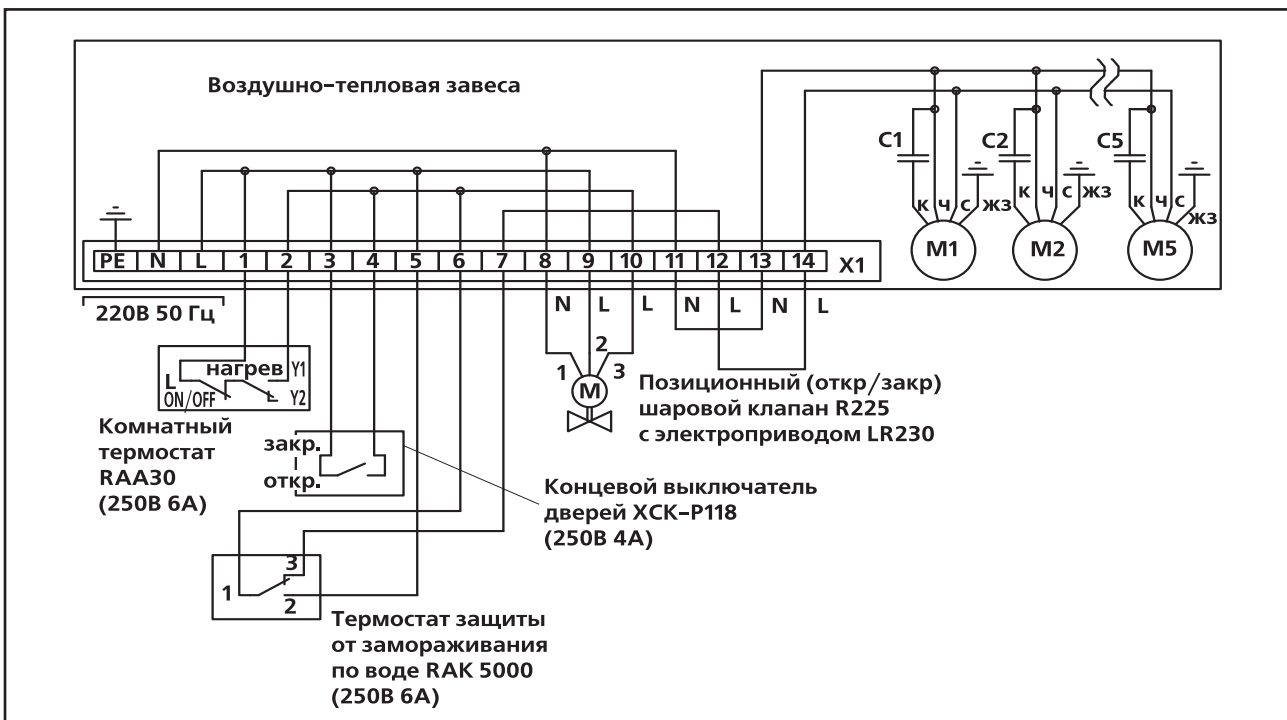 Воздушно-тепловая завеса
C1
C2
C5
к ч с жз
к ч с жз
к ч с жз
M1
M2
M5
PE N L 1 2 3 4 5 6 7 8 9 10 11 12 13 14 X1
220В 50 Гц
N L L N L N L
нагрев Y1
L
ON/OFF
Y2
1 2 3
М
Комнатный
термостат
RAA30
(250В 6А)
Позиционный (откр/закр)
шаровой клапан R225
с электроприводом LR230
закр.
откр.
Концевой выключатель
дверей XCK-P118
(250В 4А)
1
3
2
Термостат защиты
от замораживания
по воде RAK 5000
(250В 6А)